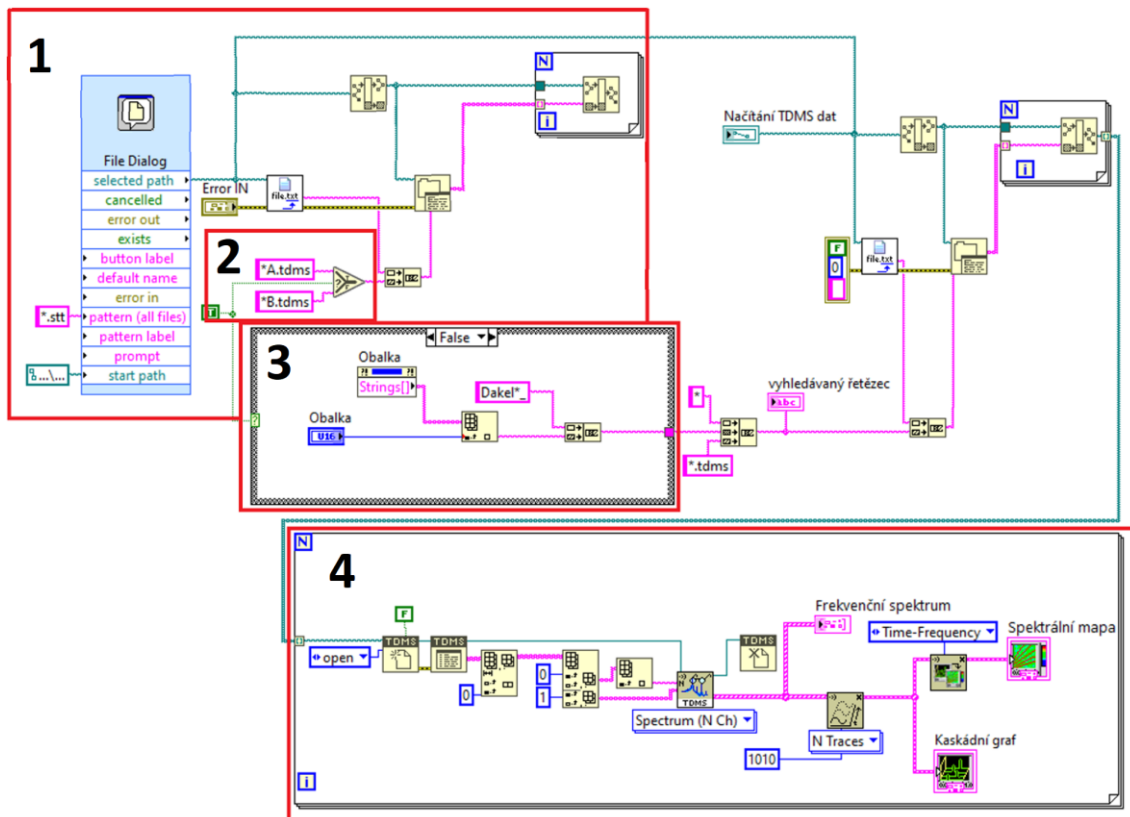 1
File Dialog
selected path
cancelled
error out
exists
button label
default name
error in
pattern (all files)
pattern label
prompt
start path
*.stt
...\...
Error IN
file.txt
N
i
2
*A.tdms
*B.tdms
T
?
3
False
Obalka
Strings[]
Obalka
U16
Dakel*_
*
*.tdms
vyhledávaný řetězec
abc
Načítání TDMS dat
F
0
file.txt
N
i
4
N
i
F
open
TDMS
TDMS
0
0
1
TDMS
Spectrum (N Ch)
TDMS
Frekvenční spektrum
N Traces
1010
Time-Frequency
Spektrální mapa
Kaskádní graf